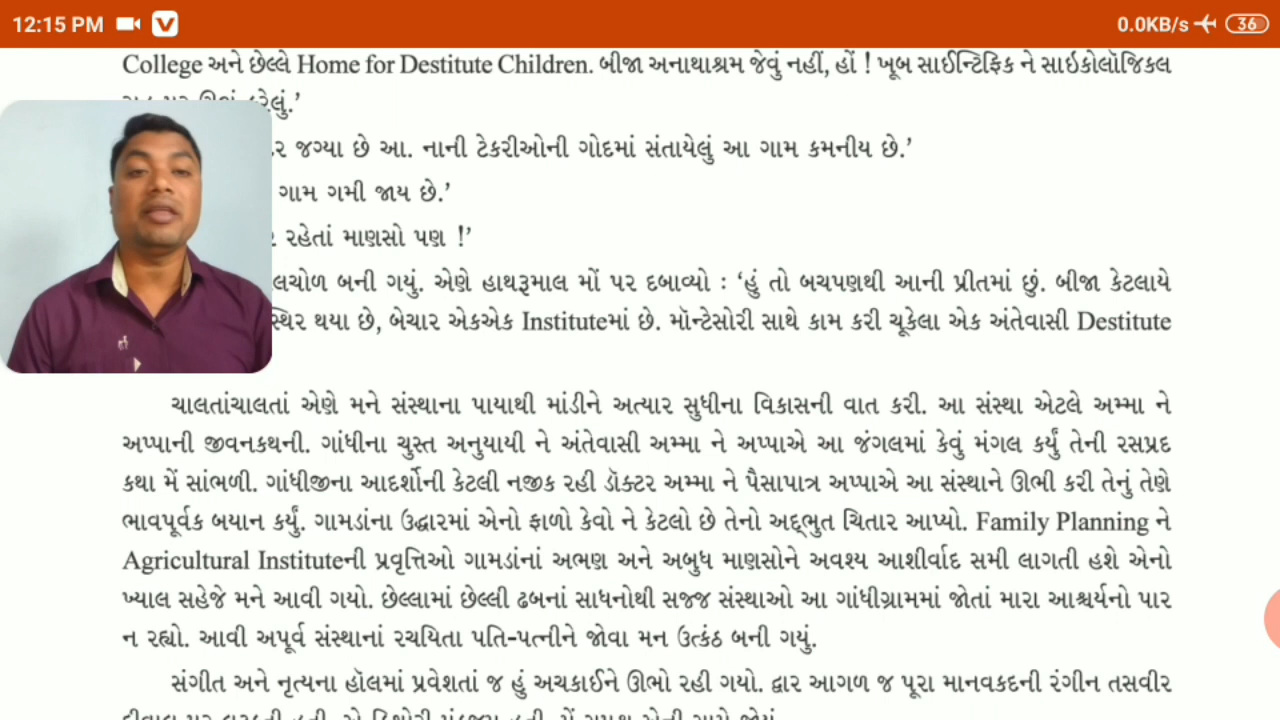 12:15 PM
0.0KB/s 36
College અને છેલ્લે Home for Destitute Children. બીજા અનાથાશ્રમ જેવું નહીં, હોં ! ખૂબ સાઈન્ટિફિક ને સાઇકોલૉજિકલ
જગ્યા છે આ. નાની ટેકરીઓની ગોદમાં સંતાયેલું આ ગામ કમનીય છે.’
ગામ ગમી જાય છે.’
રહેતાં માણસો પણ !’
બની ગયું. એણે હાથરૂમાલ મોં પર દબાવ્યો : ‘હું તો બચપણથી આની પ્રીતમાં છું. બીજા કેટલાયે
થયા છે, બેચાર એકએક Instituteમાં છે. મૉન્ટેસોરી સાથે કામ કરી ચૂકેલા એક અંતેવાસી Destitute
ચાલતાંચાલતાં એણે મને સંસ્થાના પાયાથી માંડીને અત્યાર સુધીના વિકાસની વાત કરી. આ સંસ્થા એટલે અમ્મા ને
અપ્પાની જીવનકથની. ગાંધીના ચુસ્ત અનુયાયી ને અંતેવાસી અમ્મા ને અપ્પાએ આ જંગલમાં કેવું મંગલ કર્યું તેની રસપ્રદ
કથા મેં સાંભળી. ગાંધીજીના આદર્શોની કેટલી નજીક રહી ડૉક્ટર અમ્મા ને પૈસાપાત્ર અપ્પાએ આ સંસ્થાને ઊભી કરી તેનું તેણે
ભાવપૂર્વક બયાન કર્યું. ગામડાંના ઉદ્ધારમાં એનો ફાળો કેવો ને કેટલો છે તેનો અદ્ભુત ચિતાર આપ્યો. Family Planning ને
Agricultural Instituteની પ્રવૃત્તિઓ ગામડાંનાં અભણ અને અબુધ માણસોને અવશ્ય આશીર્વાદ સમી લાગતી હશે એનો
ખ્યાલ સહેજે મને આવી ગયો. છેલ્લામાં છેલ્લી ઢબનાં સાધનોથી સજ્જ સંસ્થાઓ આ ગાંધીગ્રામમાં જોતાં મારા આશ્ચર્યનો પાર
ન રહ્યો. આવી અપૂર્વ સંસ્થાનાં રચયિતા પતિ-પત્નીને જોવા મન ઉત્કંઠ બની ગયું.
સંગીત અને નૃત્યના હૉલમાં પ્રવેશતાં જ હું અચકાઈને ઊભો રહી ગયો. દ્વાર આગળ જ પૂરા માનવકદની રંગીન તસવીર